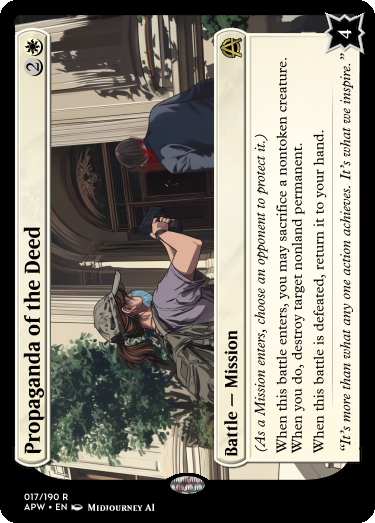 Propaganda of the Deed
2
Battle — Mission
(As a Mission enters, choose an opponent to protect it.)
When this battle enters, you may sacrifice a nontoken creature.
When you do, destroy target nonland permanent.
When this battle is defeated, return it to your hand.
“It's more than what any one action achieves. It's what we inspire.”
4
017/190 R
APW • EN Midjourney AI